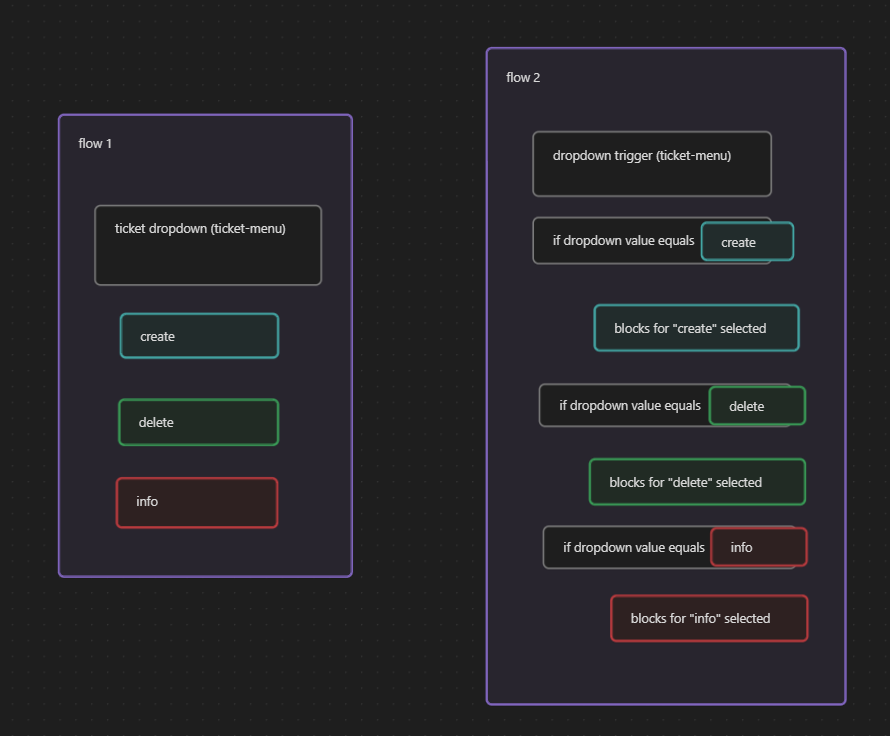 flow 1
ticket dropdown (ticket-menu)
create
delete
info
flow 2
dropdown trigger (ticket-menu)
if dropdown value equals create
blocks for "create" selected
if dropdown value equals delete
blocks for "delete" selected
if dropdown value equals info
blocks for "info" selected